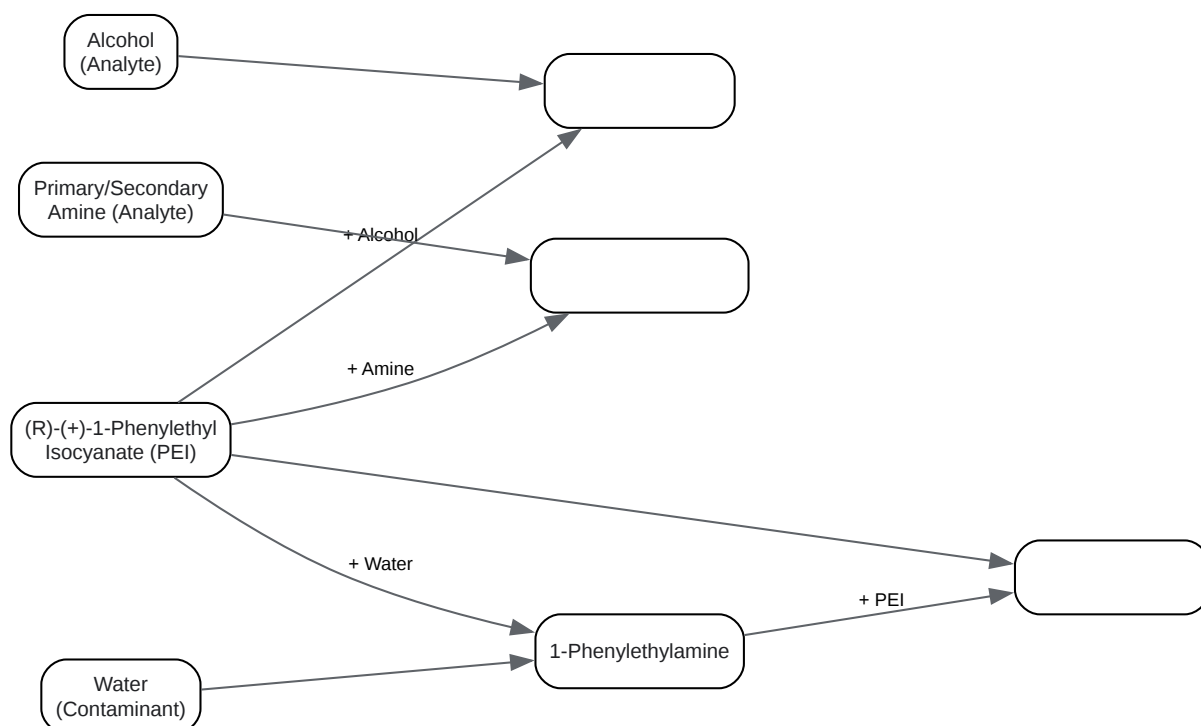 Alcohol
(Analyte)
Primary/Secondary
Amine (Analyte)
+ Alcohol
+ Amine
(R)-(+)-1-Phenylethyl
Isocyanate (PEI)
+ Water
+ PEI
1-Phenylethylamine
Water
(Contaminant)